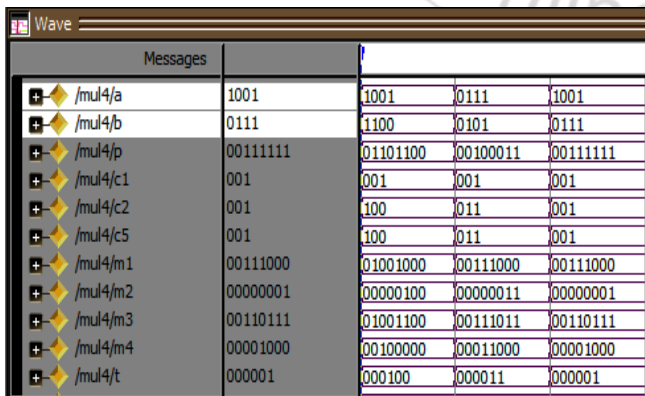 Wave
Messages
/mul4/a 1001 1001 0111 1001
/mul4/b 0111 1100 0101 0111
/mul4/p 00111111 01101100 00100011 00111111
/mul4/c1 001 001 001 001
/mul4/c2 001 100 011 001
/mul4/c5 001 100 011 001
/mul4/m1 00111000 01001000 00111000 00111000
/mul4/m2 00000001 00000100 00000011 00000001
/mul4/m3 00110111 01001100 00111011 00110111
/mul4/m4 00001000 00100000 00011000 00001000
/mul4/t 000001 000100 000011 000001